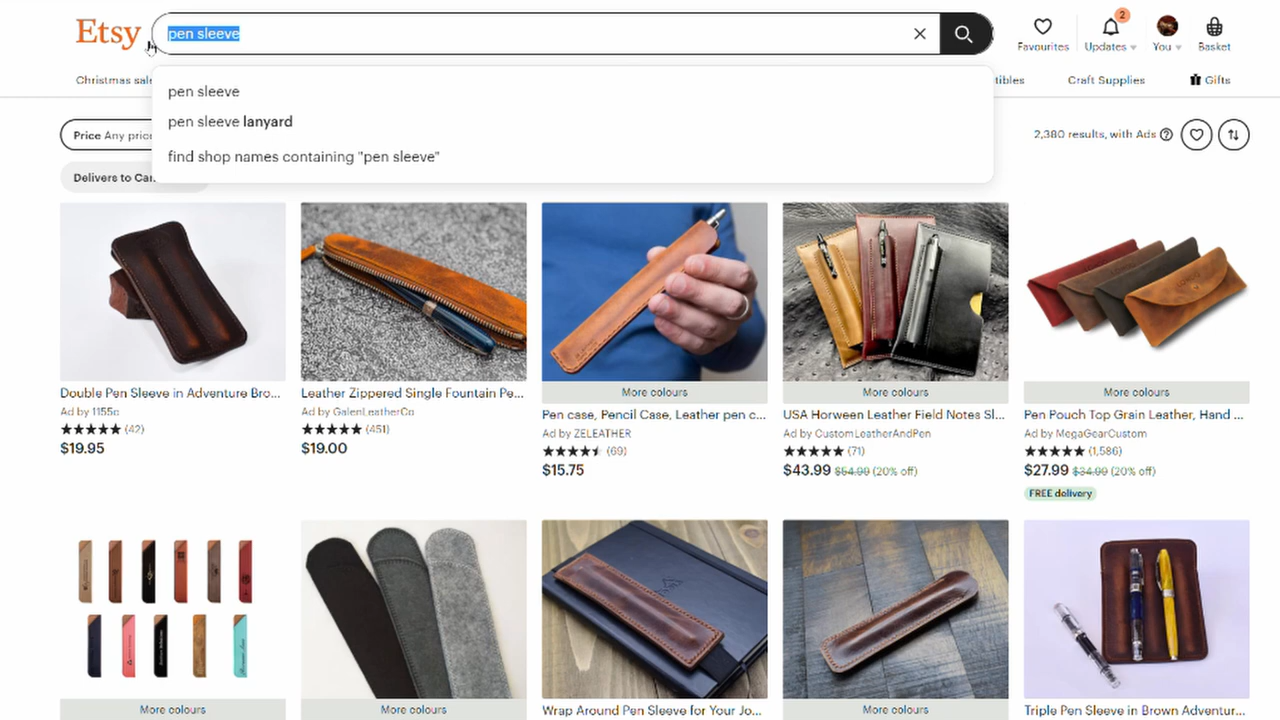 Etsy
pen sleeve
2
Favourites
Updates
You
Basket
Christmas sale
Craft Supplies
Gifts
pen sleeve
pen sleeve lanyard
find shop names containing "pen sleeve"
Price Any price
2,380 results, with Ads
Delivers to Can
More colours
More colours
More colours
Double Pen Sleeve in Adventure Bro...
Leather Zippered Single Fountain Pe...
Pen case, Pencil Case, Leather pen c...
USA Horween Leather Field Notes Sl...
Pen Pouch Top Grain Leather, Hand ...
Ad by 1155c
Ad by GalenLeatherCo
Ad by ZELEATHER
Ad by CustomLeatherAndPen
Ad by MegaGearCustom
(42)
(451)
(69)
(71)
(1,586)
$19.95
$19.00
$15.75
$43.99 $54.99 (20% off)
$27.99 $34.99 (20% off)
FREE delivery
More colours
More colours
Wrap Around Pen Sleeve for Your Jo...
More colours
Triple Pen Sleeve in Brown Adventur...